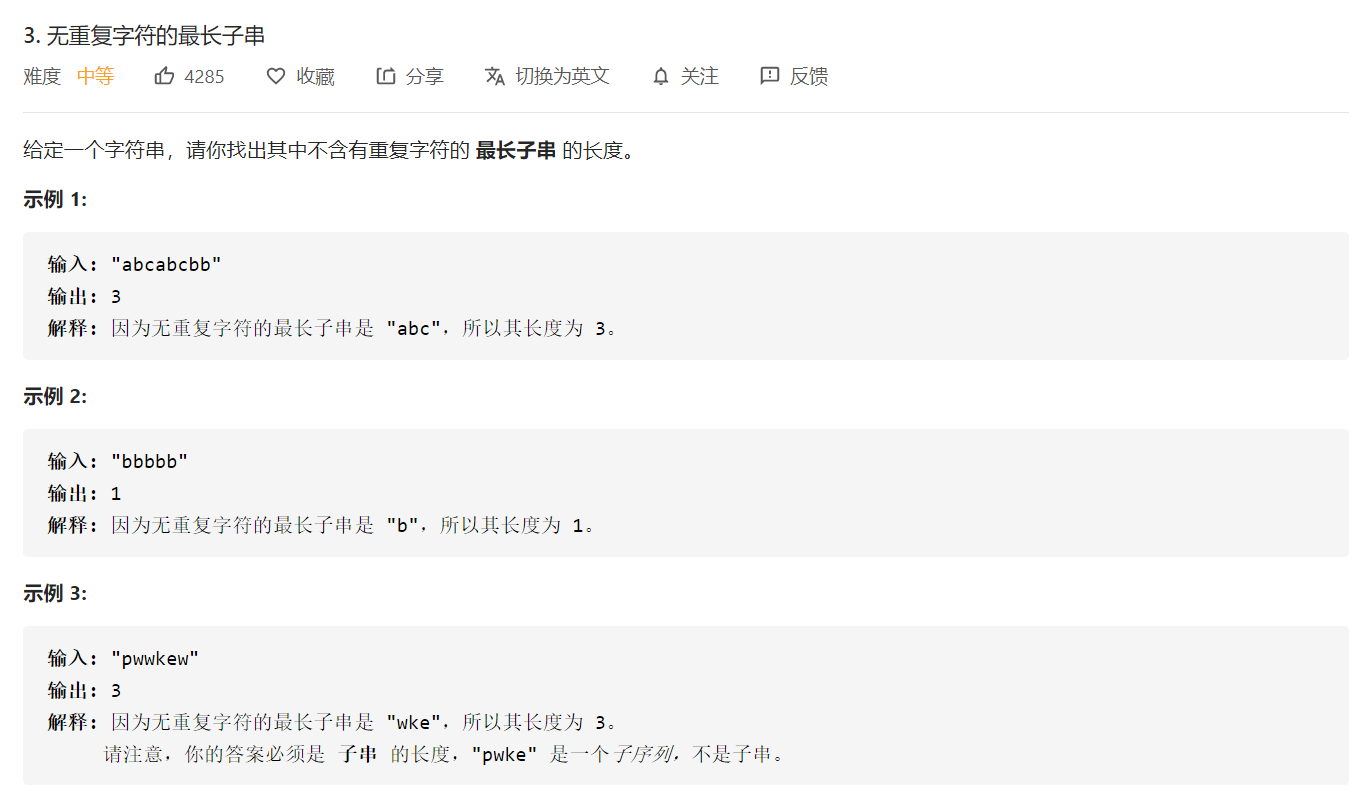 3. 无重复字符的最长子串
难度 中等 4285 收藏 分享 切换为英文 关注 反馈
给定一个字符串，请你找出其中不含有重复字符的 最长子串 的长度。
示例 1:
输入: "abcabcbb"
输出: 3
解释: 因为无重复字符的最长子串是 "abc"，所以其长度为 3。
示例 2:
输入: "bbbbb"
输出: 1
解释: 因为无重复字符的最长子串是 "b"，所以其长度为 1。
示例 3:
输入: "pwwkew"
输出: 3
解释: 因为无重复字符的最长子串是 "wke"，所以其长度为 3。
请注意，你的答案必须是 子串 的长度，"pwke" 是一个子序列，不是子串。